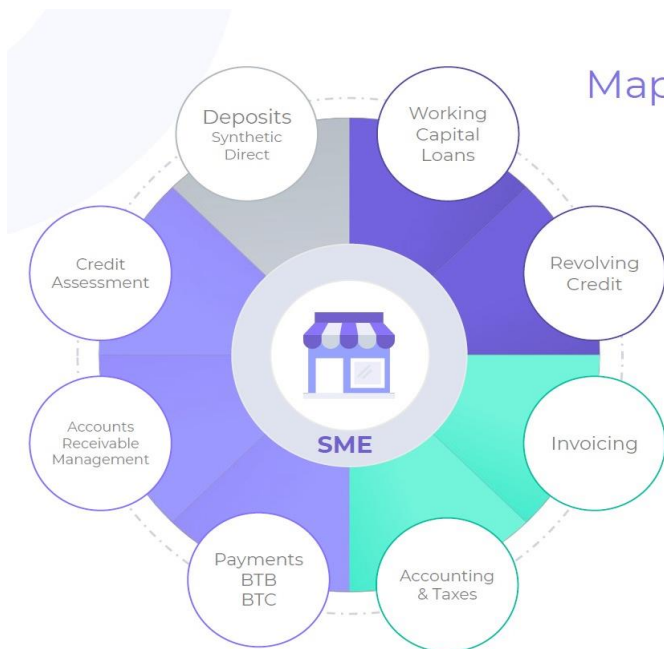 Map
Deposits
Synthetic
Direct
Working
Capital
Loans
Credit
Assessment
Revolving
Credit
SME
Accounts
Receivable
Management
Invoicing
Payments
BTB
BTC
Accounting
& Taxes